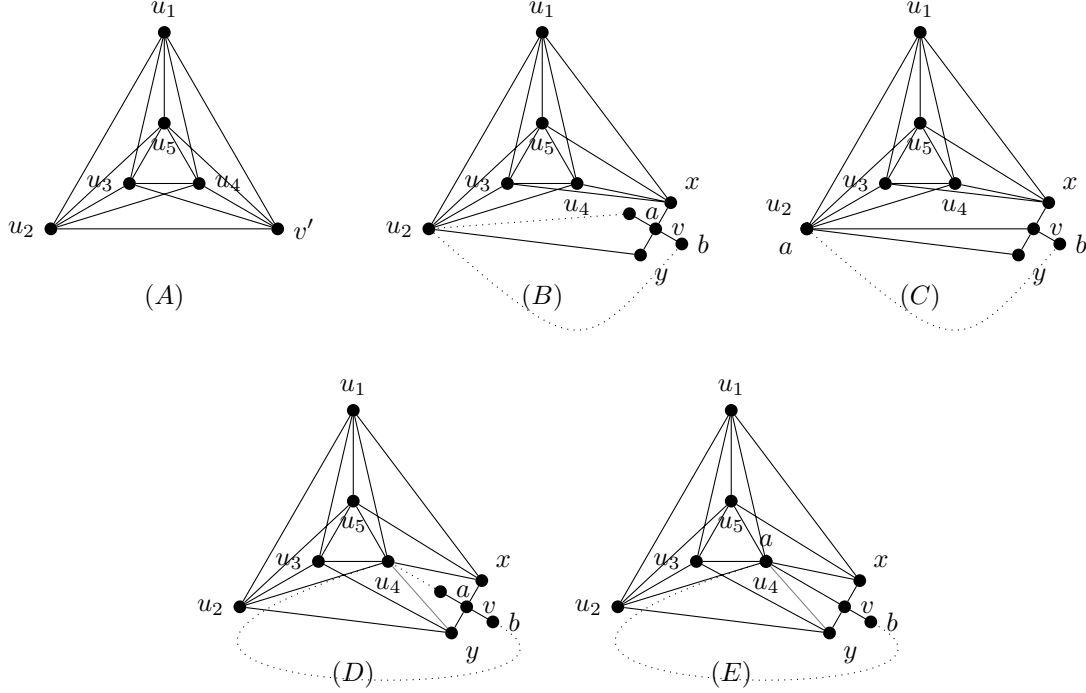 u₁ u₁ u₁
u₅ u₅ u₅
u₃ u₄ u₃ u₄ x u₃ u₄ x
u₂ v′ u₂ a v b y u₂ a v b y
(A) (B) (C)
u₁ u₁
u₅ u₅ a
u₃ u₄ x u₃ u₄ x
u₂ a v b y u₂ v b y
(D) (E)